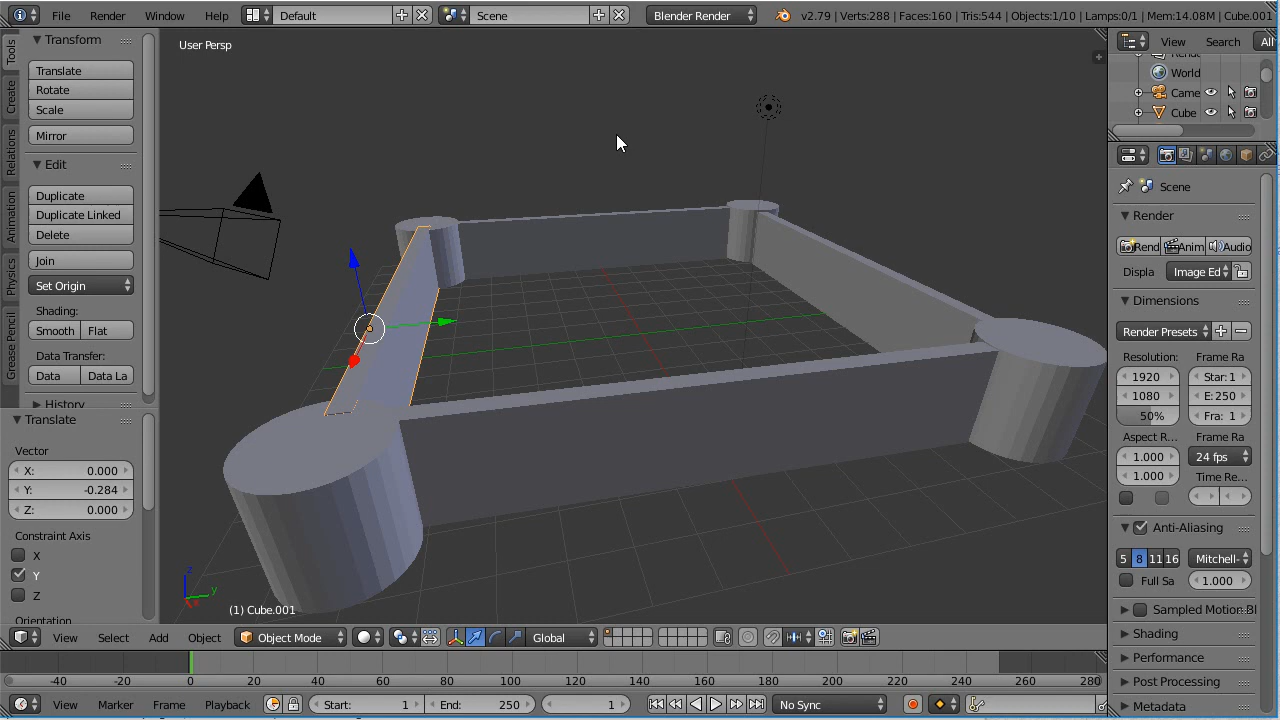 File Render Window Help Default Scene Blender Render v2.79 | Verts:288 | Faces:160 | Tris:544 | Objects:1/10 | Lamps:0/1 | Mem:14.08M | Cube.001
Tools
Create
Relations
Animation
Physics
Grease Pencil
Transform
Translate
Rotate
Scale
Mirror
Edit
Duplicate
Duplicate Linked
Delete
Join
Set Origin
Shading:
Smooth Flat
Data Transfer:
Data Data La
History
Translate
Vector
X: 0.000
Y: -0.284
Z: 0.000
Constraint Axis
X
Y
Z
Orientation
User Persp
z
y
x
(1) Cube.001
View Select Add Object Object Mode Global
View Search All
World
Came
Cube
Scene
Render
Rend Anim Audio
Displa Image Ed
Dimensions
Render Presets
Resolution: Frame Ra
1920 Star:1
1080 E:250
50% Fra: 1
Aspect R... Frame Ra
1.000 24 fps
1.000 Time Re...
Anti-Aliasing
5 8 11 16 Mitchell-
Full Sa 1.000
Sampled Motion Bl
Shading
Performance
Post Processing
Metadata
-40 -20 0 20 40 60 80 100 120 140 160 180 200 220 240 260 280
View Marker Frame Playback Start: 1 End: 250 1 No Sync